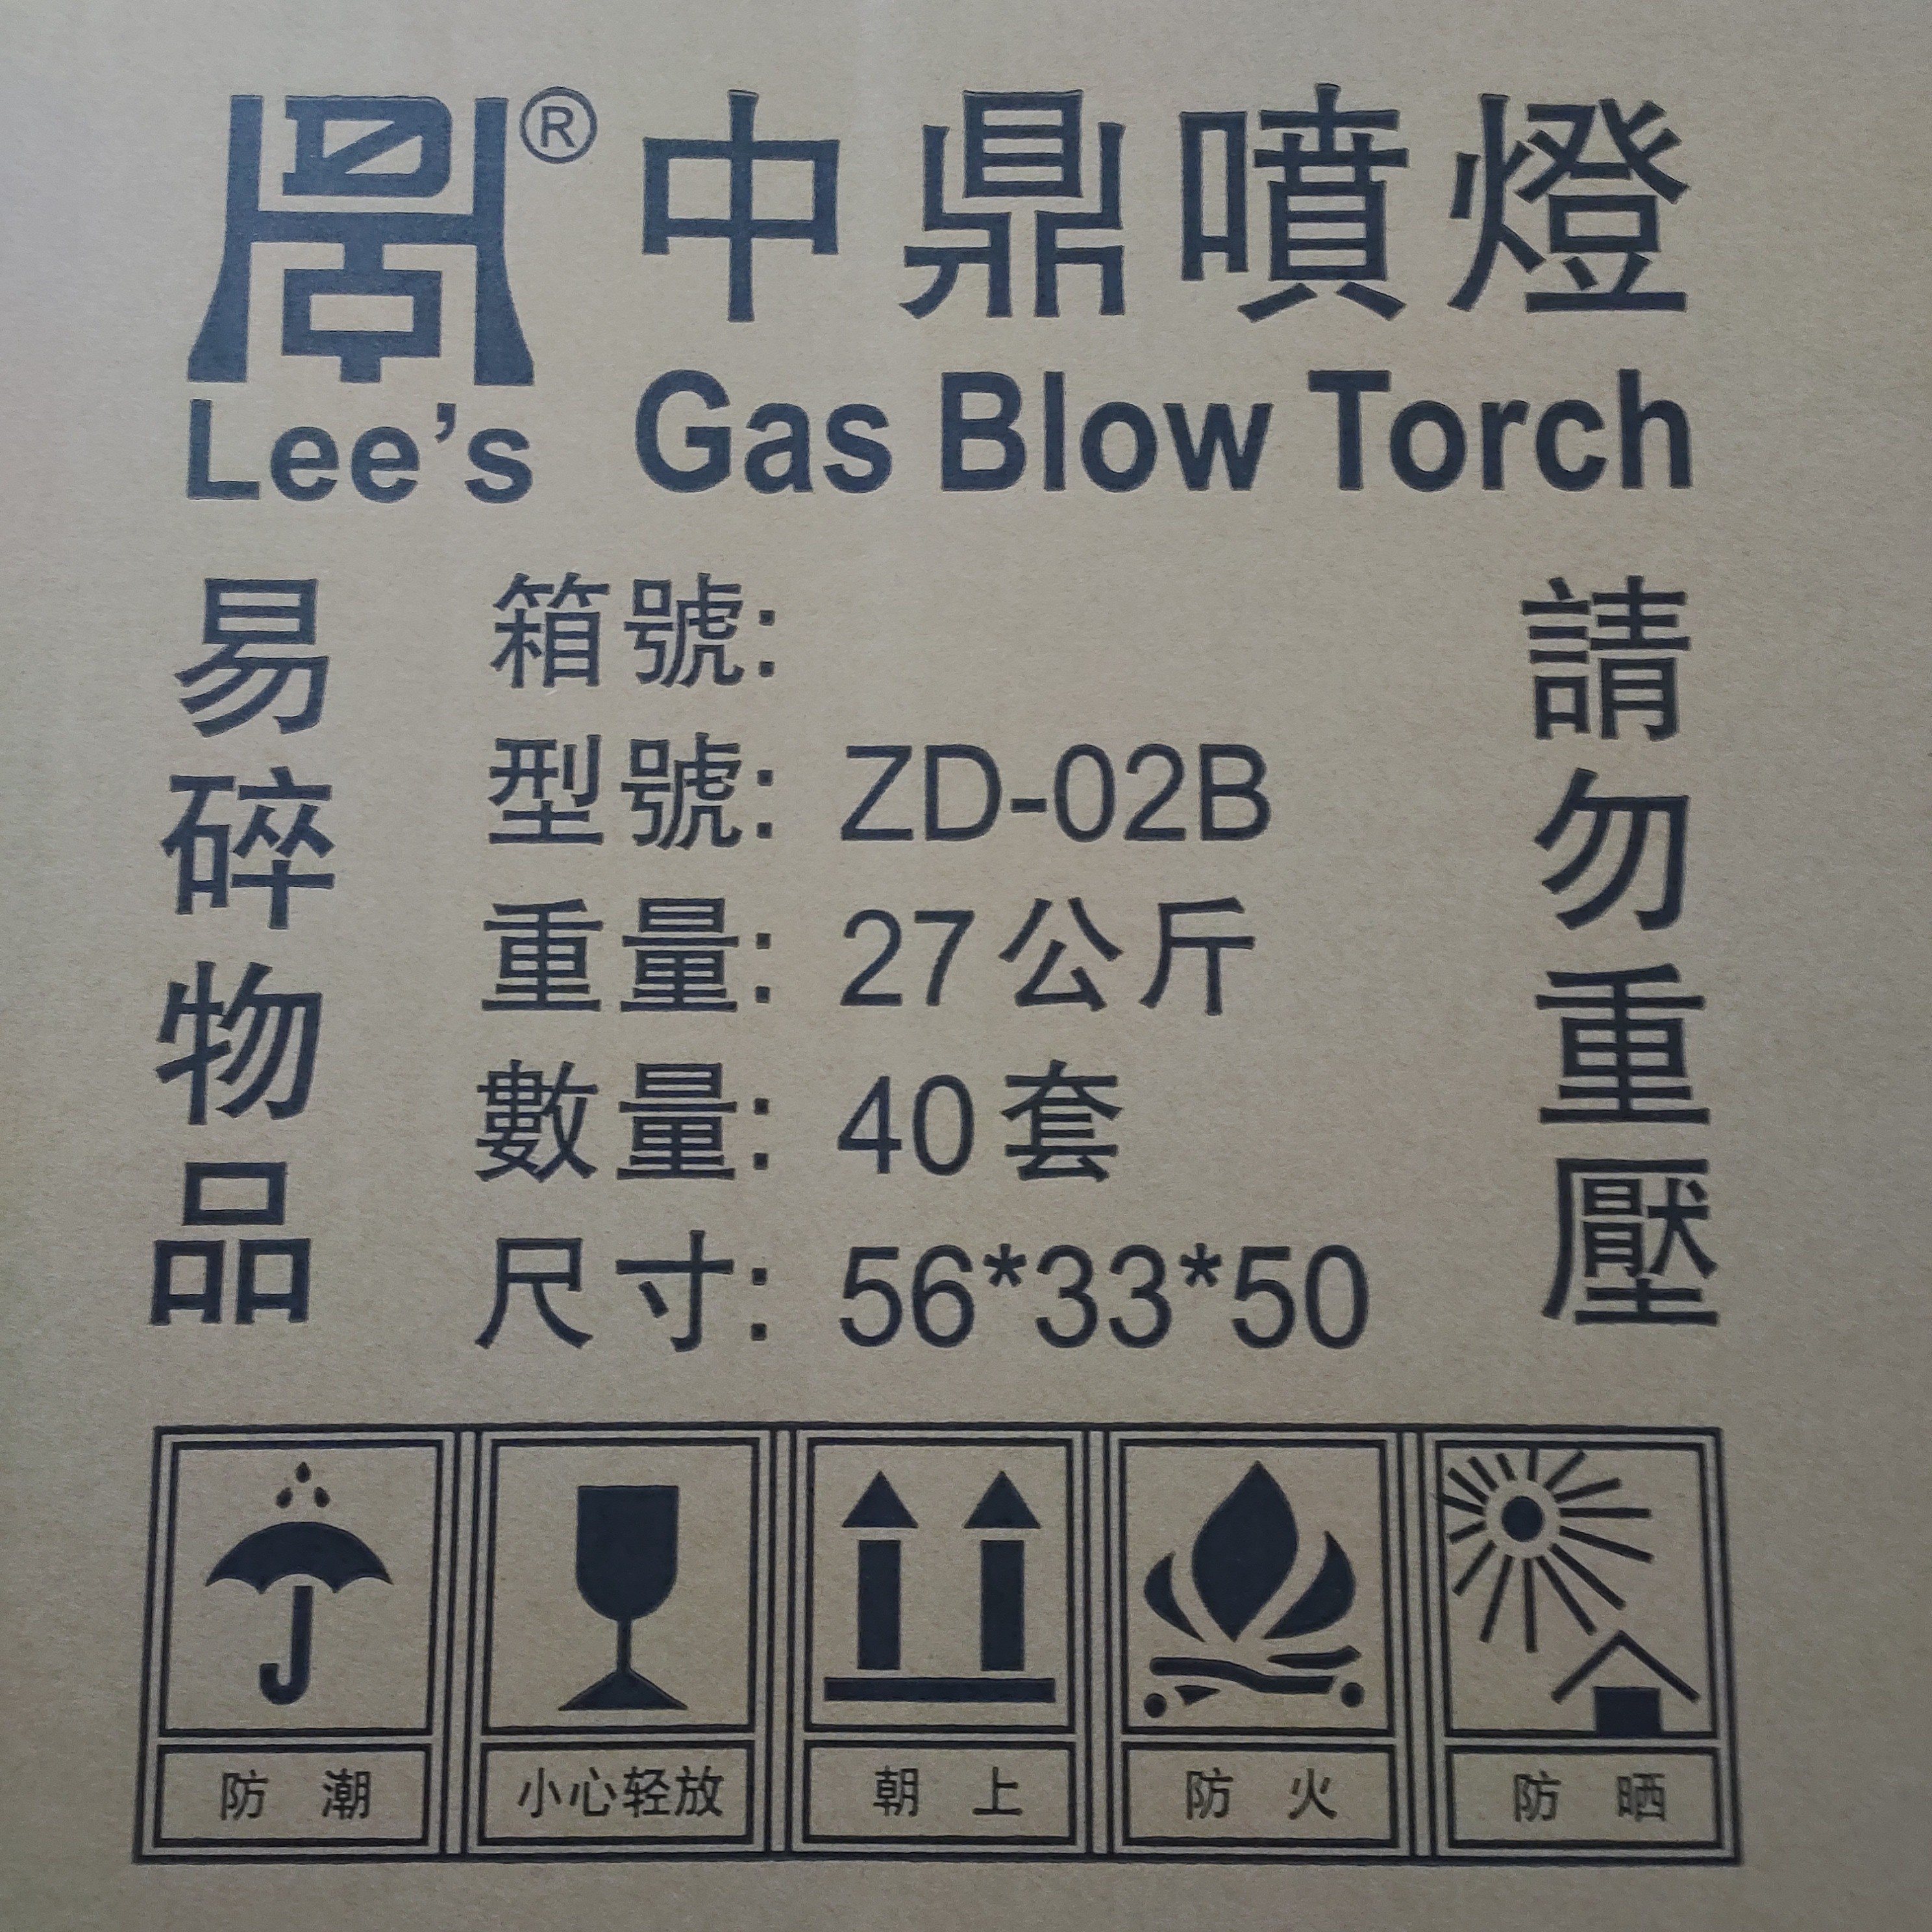 ® 中鼎噴燈
Lee's Gas Blow Torch
易碎物品
箱號:
型號: ZD-02B
重量: 27公斤
數量: 40套
尺寸: 56*33*50
請勿重壓
防潮
小心轻放
朝上
防火
防晒